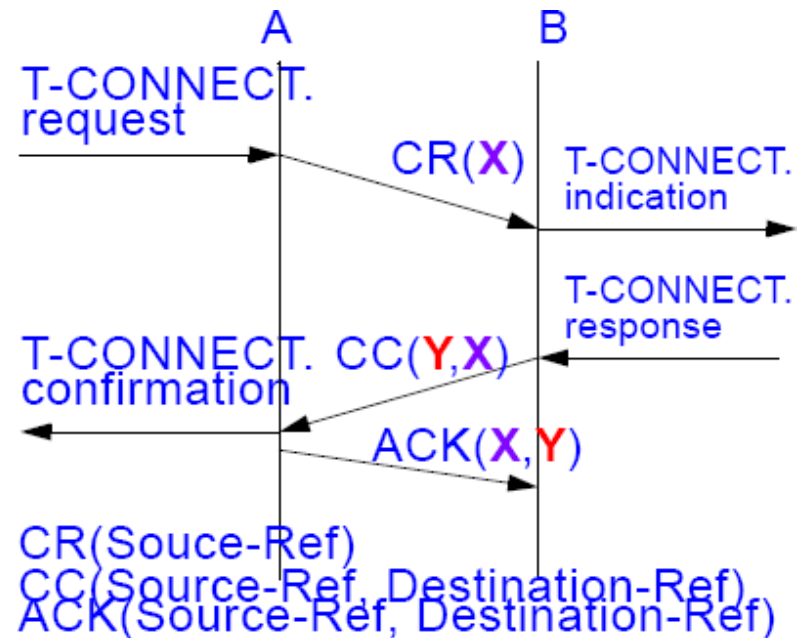 A
B
T-CONNECT.
request
CR(X)
T-CONNECT.
indication
T-CONNECT.
response
T-CONNECT.
confirmation
CC(Y,X)
ACK(X,Y)
CR(Souce-Ref)
CC(Source-Ref, Destination-Ref)
ACK(Source-Ref, Destination-Ref)